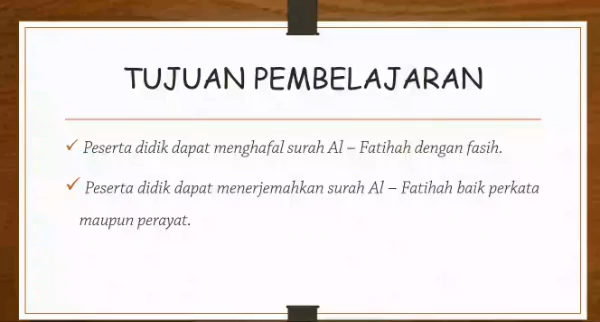 TUJUAN PEMBELAJARAN
✓ Peserta didik dapat menghafal surah Al – Fatihah dengan fasih.
✓ Peserta didik dapat menerjemahkan surah Al – Fatihah baik perkata
maupun perayat.